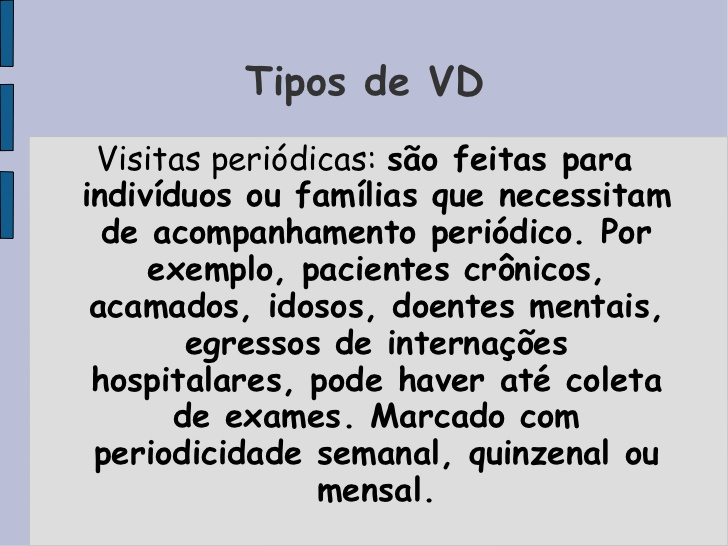 Tipos de VD
Visitas periódicas: são feitas para
indivíduos ou famílias que necessitam
de acompanhamento periódico. Por
exemplo, pacientes crônicos,
acamados, idosos, doentes mentais,
egressos de internações
hospitalares, pode haver até coleta
de exames. Marcado com
periodicidade semanal, quinzenal ou
mensal.